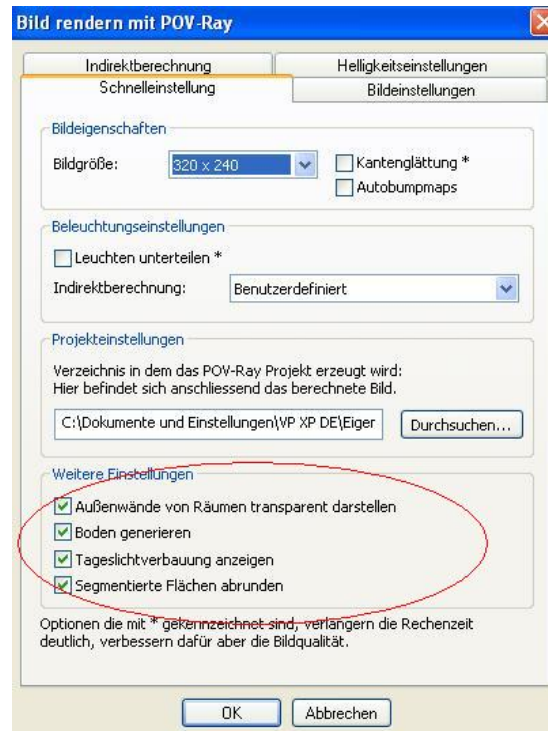 Bild rendern mit POV-Ray
Indirektberechnung
Helligkeitseinstellungen
Schnelleinstellung
Bildeinstellungen
Bildeigenschaften
Bildgröße:
320 x 240
Kantenglättung *
Autobumpmaps
Beleuchtungseinstellungen
Leuchten unterteilen *
Indirektberechnung:
Benutzerdefiniert
Projekteinstellungen
Verzeichnis in dem das POV-Ray Projekt erzeugt wird:
Hier befindet sich anschliessend das berechnete Bild.
C:\Dokumente und Einstellungen\VP XP DE\Eiger
Durchsuchen...
Weitere Einstellungen
Außenwände von Räumen transparent darstellen
Boden generieren
Tageslichtverbauung anzeigen
Segmentierte Flächen abrunden
Optionen die mit * gekennzeichnet sind, verlängern die Rechenzeit
deutlich, verbessern dafür aber die Bildqualität.
OK
Abbrechen